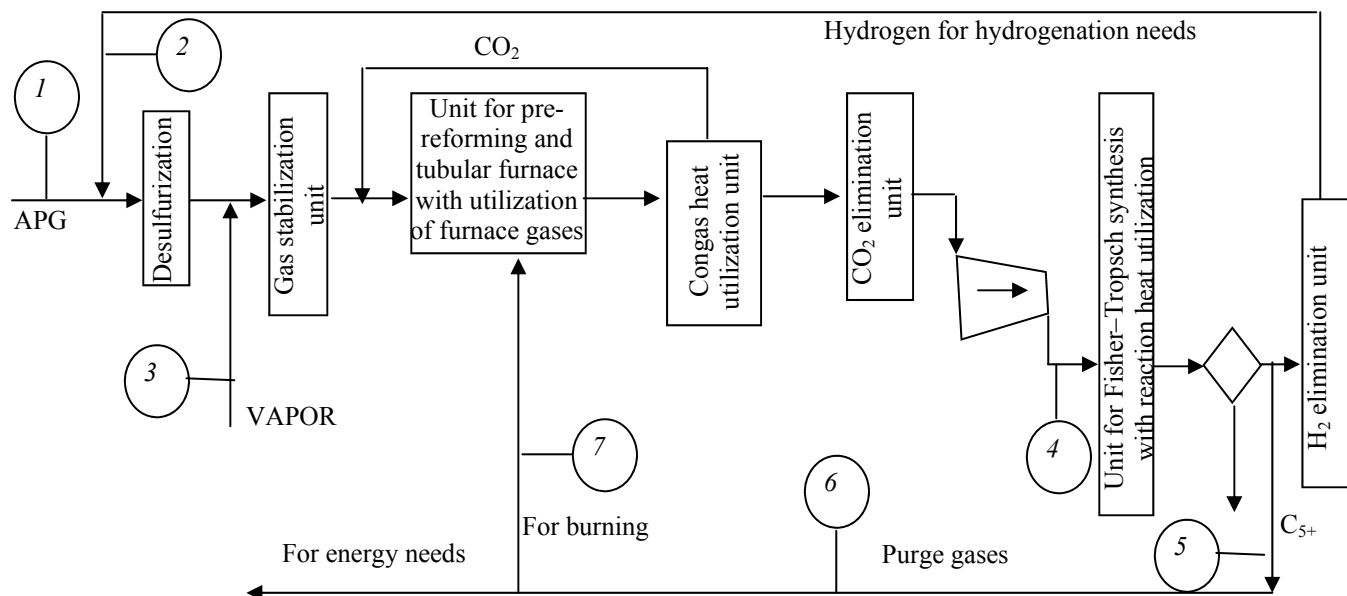 Hydrogen for hydrogenation needs
2
CO₂
1
APG
Desulfurization
Gas stabilization
unit
Unit for pre-
reforming and
tubular furnace
with utilization
of furnace gases
Congas heat
utilization unit
CO₂ elimination
unit
Unit for Fisher–Tropsch synthesis
with reaction heat utilization
H₂ elimination unit
3
VAPOR
4
7
6
5
C₅₊
For burning
For energy needs
Purge gases